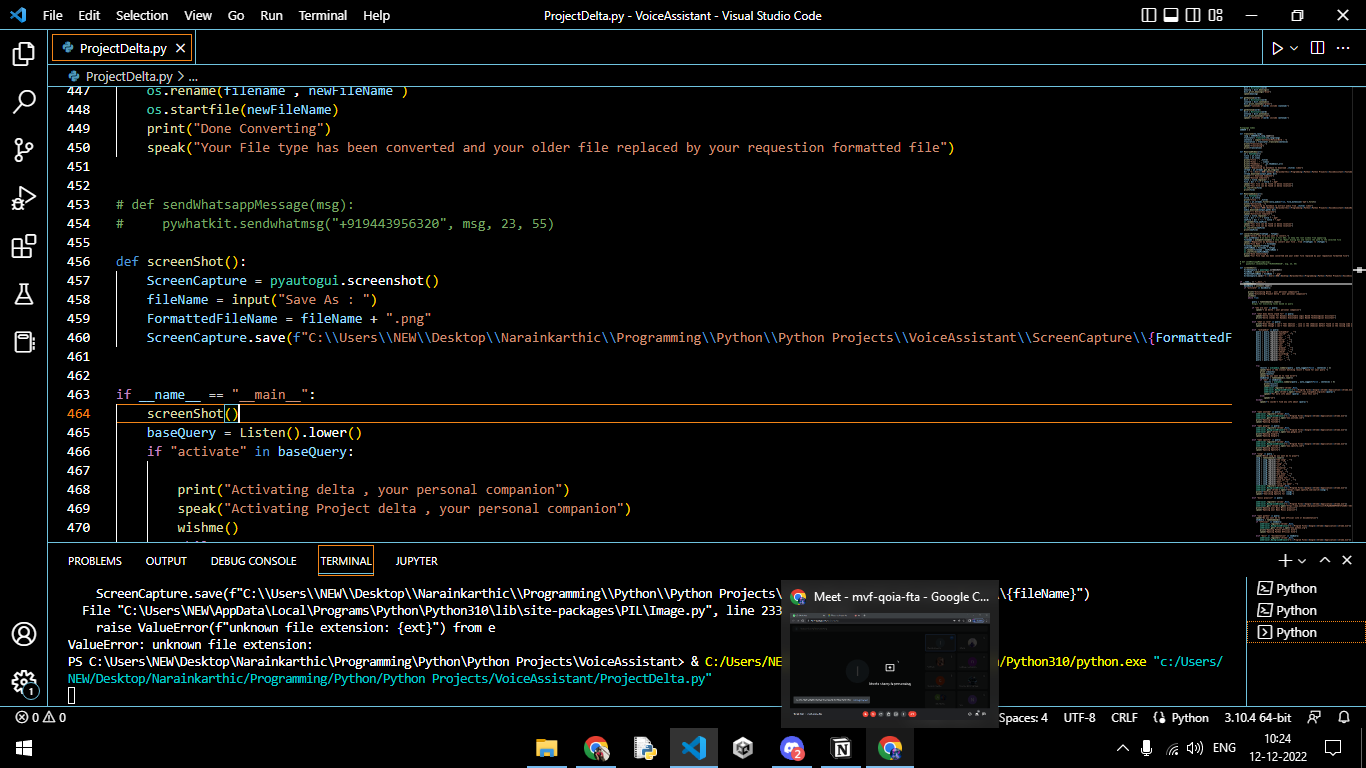 File Edit Selection View Go Run Terminal Help ProjectDelta.py - VoiceAssistant - Visual Studio Code
ProjectDelta.py
ProjectDelta.py > ...
447 os.rename(filename , newFileName )
448 os.startfile(newFileName)
449 print("Done Converting")
450 speak("Your File type has been converted and your older file replaced by your requestion formatted file")
451
452
453 # def sendWhatsappMessage(msg):
454 # pywhatkit.sendwhatmsg("+919443956320", msg, 23, 55)
455
456 def screenShot():
457 ScreenCapture = pyautogui.screenshot()
458 fileName = input("Save As : ")
459 FormattedFileName = fileName + ".png"
460 ScreenCapture.save(f"C:\\Users\\NEW\\Desktop\\Narainkarthic\\Programming\\Python\\Python Projects\\VoiceAssistant\\ScreenCapture\\{FormattedF
461
462
463 if __name__ == "__main__":
464 screenShot()
465 baseQuery = Listen().lower()
466 if "activate" in baseQuery:
467
468 print("Activating delta , your personal companion")
469 speak("Activating Project delta , your personal companion")
470 wishme()
PROBLEMS OUTPUT DEBUG CONSOLE TERMINAL JUPYTER
ScreenCapture.save(f"C:\\Users\\NEW\\Desktop\\Narainkarthic\\Programming\\Python\\Python Projects\ \\{fileName}")
File "C:\Users\NEW\AppData\Local\Programs\Python\Python310\lib\site-packages\PIL\Image.py", line 233
raise ValueError(f"unknown file extension: {ext}") from e
ValueError: unknown file extension:
PS C:\Users\NEW\Desktop\Narainkarthic\Programming\Python\Python Projects\VoiceAssistant> & C:/Users/NE /Python310/python.exe "c:/Users/
NEW/Desktop/Narainkarthic/Programming/Python/Python Projects/VoiceAssistant/ProjectDelta.py"
Python
Python
Python
Meet - mvf-qoia-fta - Google C...
0 0 Spaces: 4 UTF-8 CRLF Python 3.10.4 64-bit
1
2
ENG
10:24
12-12-2022